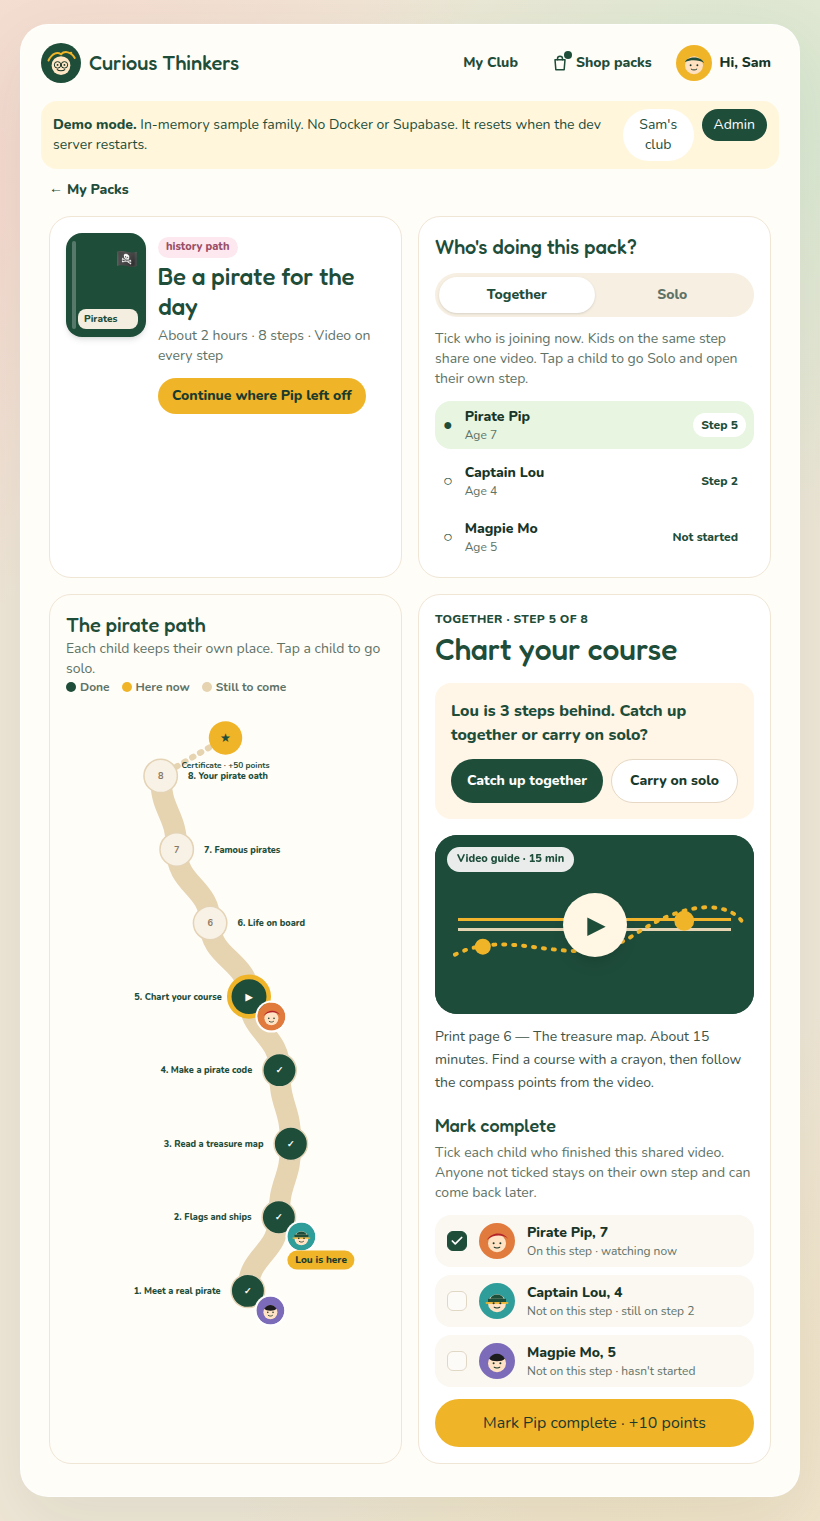 Curious Thinkers
My Club
Shop packs
Hi, Sam
Demo mode. In-memory sample family. No Docker or Supabase. It resets when the dev
server restarts.
Sam's
club
Admin
← My Packs
Pirates
history path
Be a pirate for the
day
About 2 hours · 8 steps · Video on
every step
Continue where Pip left off
Who's doing this pack?
Together
Solo
Tick who is joining now. Kids on the same step
share one video. Tap a child to go Solo and open
their own step.
Pirate Pip
Age 7
Step 5
Captain Lou
Age 4
Step 2
Magpie Mo
Age 5
Not started
The pirate path
Each child keeps their own place. Tap a child to go
solo.
Done
Here now
Still to come
★
Certificate · +50 points
8
8. Your pirate oath
7
7. Famous pirates
6
6. Life on board
5. Chart your course
▶
4. Make a pirate code
✓
3. Read a treasure map
✓
2. Flags and ships
✓
Lou is here
1. Meet a real pirate
✓
TOGETHER · STEP 5 OF 8
Chart your course
Lou is 3 steps behind. Catch up
together or carry on solo?
Catch up together
Carry on solo
Video guide · 15 min
▶
Print page 6 — The treasure map. About 15
minutes. Find a course with a crayon, then follow
the compass points from the video.
Mark complete
Tick each child who finished this shared video.
Anyone not ticked stays on their own step and can
come back later.
Pirate Pip, 7
On this step · watching now
Captain Lou, 4
Not on this step · still on step 2
Magpie Mo, 5
Not on this step · hasn't started
Mark Pip complete · +10 points